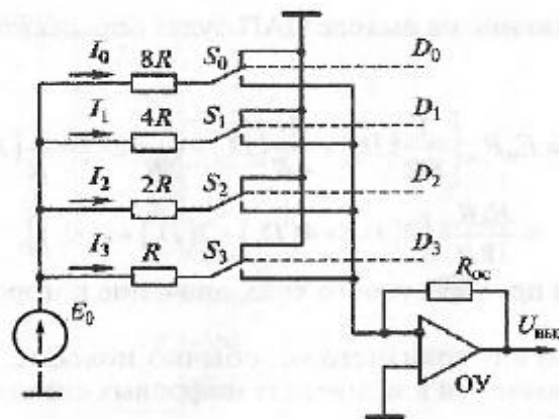 I₀ 8R S₀ D₀
I₁ 4R S₁ D₁
I₂ 2R S₂ D₂
I₃ R S₃ D₃
E₀ Rос Uвых
ОУ